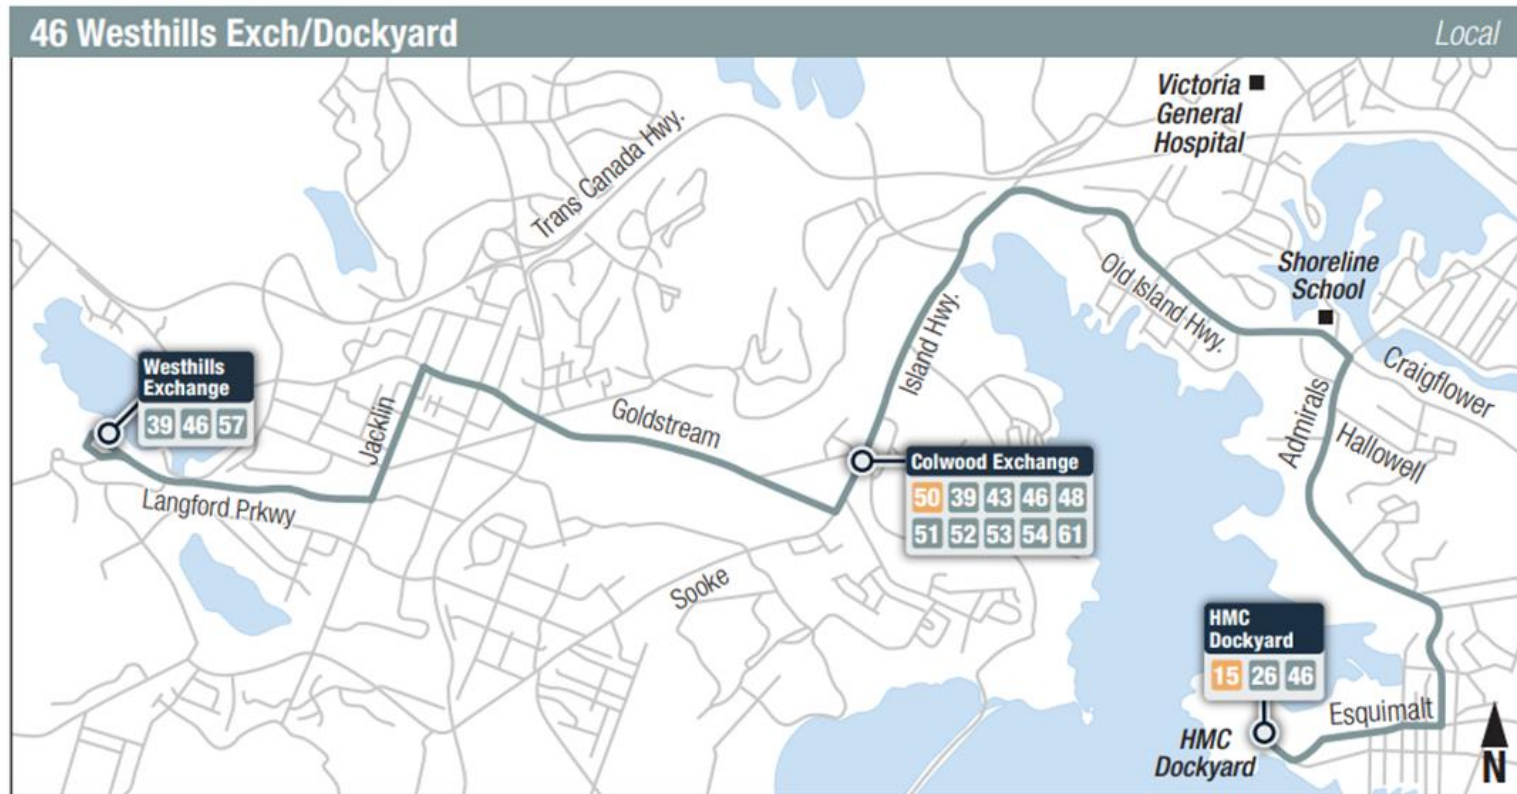 46 Westhills Exch/Dockyard
Local
Victoria
General
Hospital
Trans Canada Hwy.
Old Island Hwy.
Shoreline
School
Island Hwy.
Westhills
Exchange
39 46 57
Craigflower
Jacklin
Goldstream
Admirals
Hallowell
Colwood Exchange
50 39 43 46 48
51 52 53 54 61
Langford Prkwy
Sooke
HMC
Dockyard
15 26 46
Esquimalt
HMC
Dockyard
N